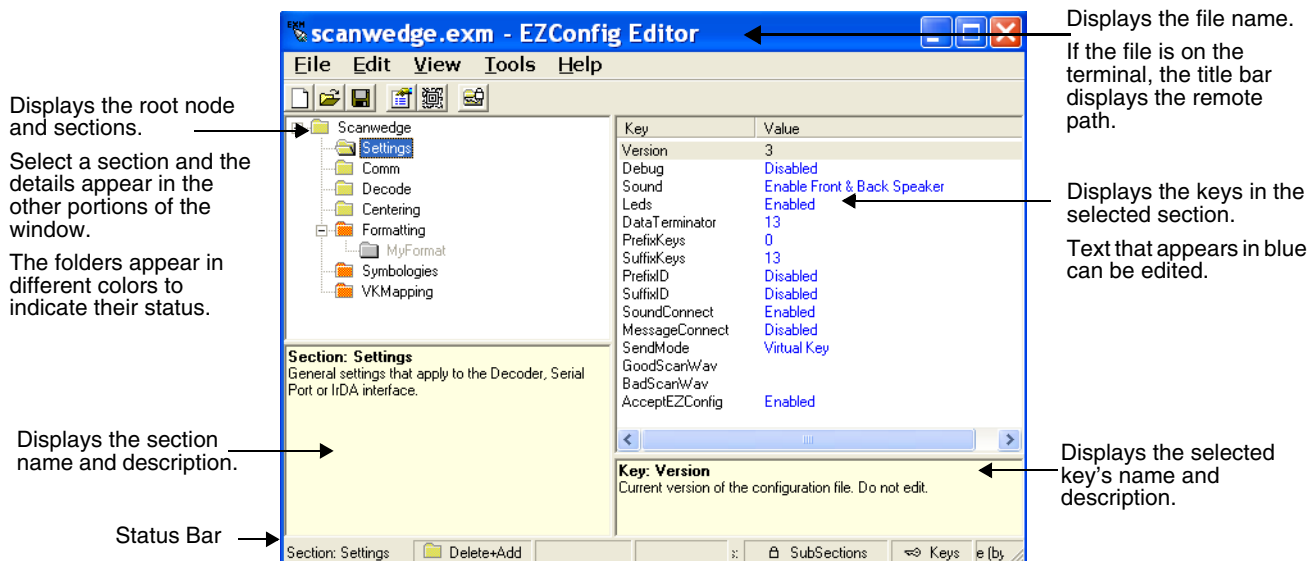 EXM
scanwedge.exm - EZConfig Editor
File Edit View Tools Help
Displays the root node
and sections.
Select a section and the
details appear in the
other portions of the
window.
The folders appear in
different colors to
indicate their status.
Scanwedge
Settings
Comm
Decode
Centering
Formatting
MyFormat
Symbologies
VKMapping
Key Value
Version 3
Debug Disabled
Sound Enable Front & Back Speaker
Leds Enabled
DataTerminator 13
PrefixKeys 0
SuffixKeys 13
PrefixID Disabled
SuffixID Disabled
SoundConnect Enabled
MessageConnect Disabled
SendMode Virtual Key
GoodScanWav
BadScanWav
AcceptEZConfig Enabled
Displays the file name.
If the file is on the
terminal, the title bar
displays the remote
path.
Displays the keys in the
selected section.
Text that appears in blue
can be edited.
Section: Settings
General settings that apply to the Decoder, Serial
Port or IrDA interface.
Displays the section
name and description.
Key: Version
Current version of the configuration file. Do not edit.
Displays the selected
key's name and
description.
Status Bar
Section: Settings Delete+Add SubSections Keys e (by